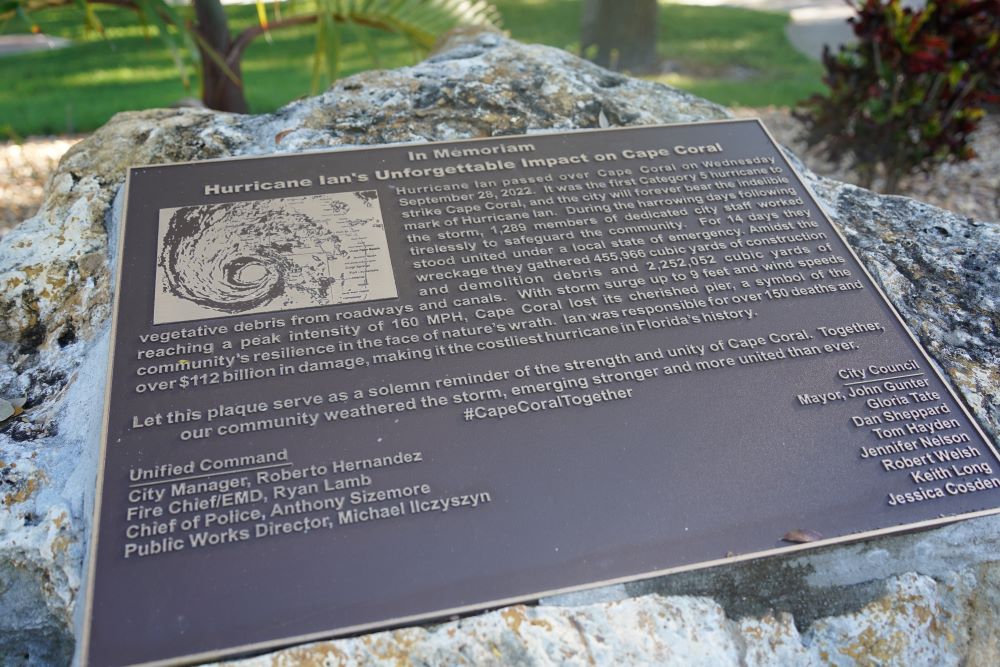 In Memoriam
Hurricane Ian's Unforgettable Impact on Cape Coral
Hurricane Ian passed over Cape Coral on Wednesday
September 28, 2022. It was the first Category 5 hurricane to
strike Cape Coral, and the city will forever bear the indelible
mark of Hurricane Ian. During the harrowing days following
the storm, 1,289 members of dedicated city staff worked
tirelessly to safeguard the community. For 14 days they
stood united under a local state of emergency. Amidst the
wreckage they gathered 455,966 cubic yards of construction
and demolition debris and 2,252,052 cubic yards of
vegetative debris from roadways and canals. With storm surge up to 9 feet and wind speeds
reaching a peak intensity of 160 MPH, Cape Coral lost its cherished pier, a symbol of the
community's resilience in the face of nature's wrath. Ian was responsible for over 150 deaths and
over $112 billion in damage, making it the costliest hurricane in Florida's history.
Let this plaque serve as a solemn reminder of the strength and unity of Cape Coral. Together,
our community weathered the storm, emerging stronger and more united than ever.
#CapeCoralTogether
Unified Command
City Manager, Roberto Hernandez
Fire Chief/EMD, Ryan Lamb
Chief of Police, Anthony Sizemore
Public Works Director, Michael Ilczyszyn
City Council
Mayor, John Gunter
Gloria Tate
Dan Sheppard
Tom Hayden
Jennifer Nelson
Robert Welsh
Keith Long
Jessica Cosden